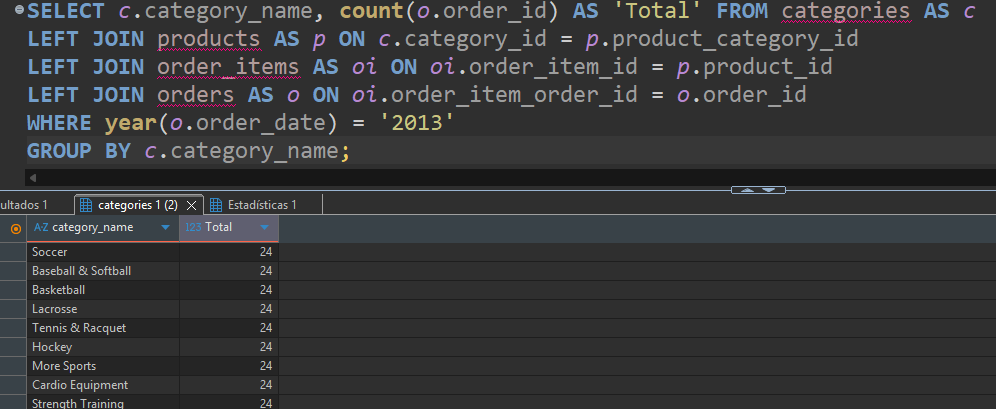 SELECT c.category_name, count(o.order_id) AS 'Total' FROM categories AS c
LEFT JOIN products AS p ON c.category_id = p.product_category_id
LEFT JOIN order_items AS oi ON oi.order_item_id = p.product_id
LEFT JOIN orders AS o ON oi.order_item_order_id = o.order_id
WHERE year(o.order_date) = '2013'
GROUP BY c.category_name;
ultados 1 categories 1 (2) Estadísticas 1
A-Z category_name 123 Total
Soccer 24
Baseball & Softball 24
Basketball 24
Lacrosse 24
Tennis & Racquet 24
Hockey 24
More Sports 24
Cardio Equipment 24
Strength Training 24